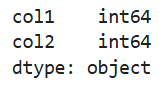 col1    int64
col2    int64
dtype: object